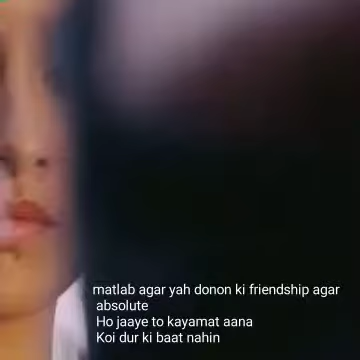 matlab agar yah donon ki friendship agar
absolute
Ho jaaye to kayamat aana
Koi dur ki baat nahin